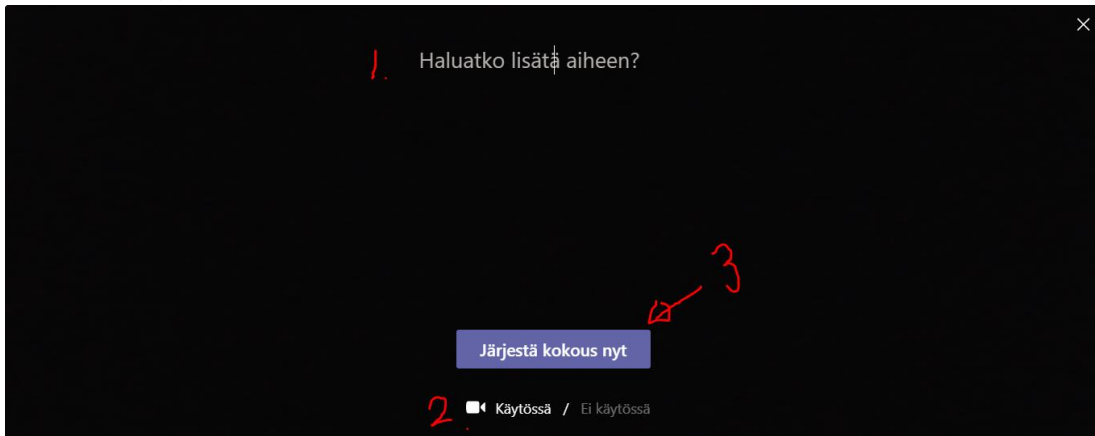 1. Haluatko lisätä aiheen?
3
Järjestä kokous nyt
2. Käytössä / Ei käytössä